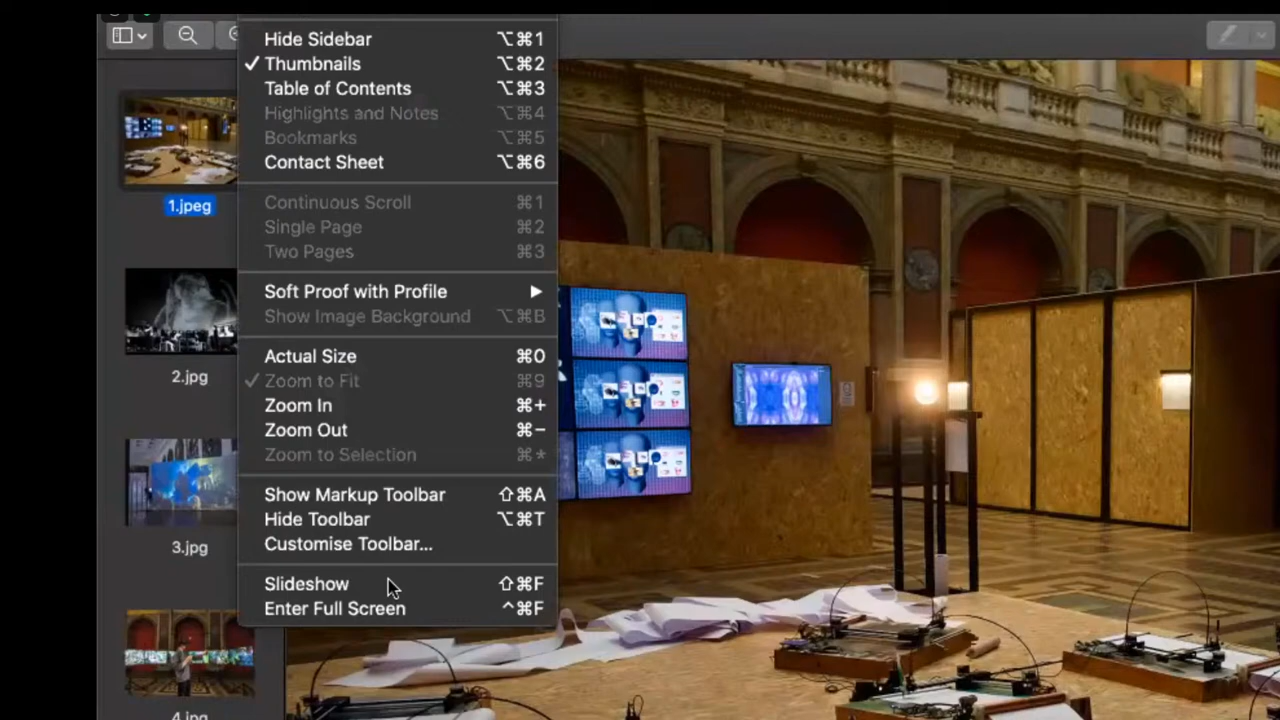 Hide Sidebar ⌥⌘1
✓ Thumbnails ⌥⌘2
Table of Contents ⌥⌘3
Highlights and Notes ⌥⌘4
Bookmarks ⌥⌘5
Contact Sheet ⌥⌘6
Continuous Scroll ⌘1
Single Page ⌘2
Two Pages ⌘3
Soft Proof with Profile ▶
Show Image Background ⌥⌘B
Actual Size ⌘0
✓ Zoom to Fit ⌘9
Zoom In ⌘+
Zoom Out ⌘−
Zoom to Selection ⌘*
Show Markup Toolbar ⇧⌘A
Hide Toolbar ⌥⌘T
Customise Toolbar...
Slideshow ⇧⌘F
Enter Full Screen ^⌘F
1.jpeg
2.jpg
3.jpg
4.jpg